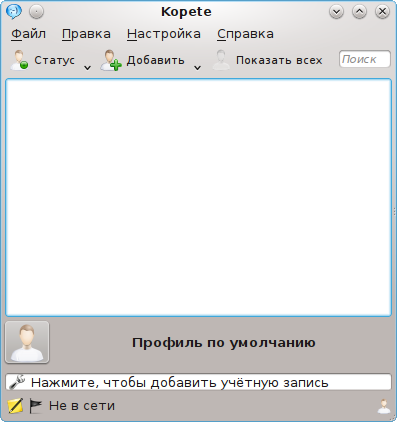 Kopete
Файл Правка Настройка Справка
Статус Добавить Показать всех Поиск
Профиль по умолчанию
Нажмите, чтобы добавить учётную запись
Не в сети